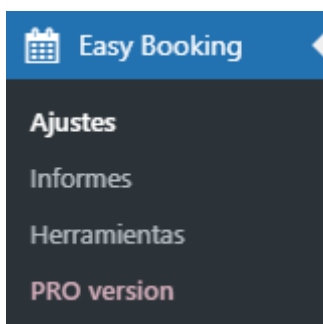 Easy Booking
Ajustes
Informes
Herramientas
PRO version